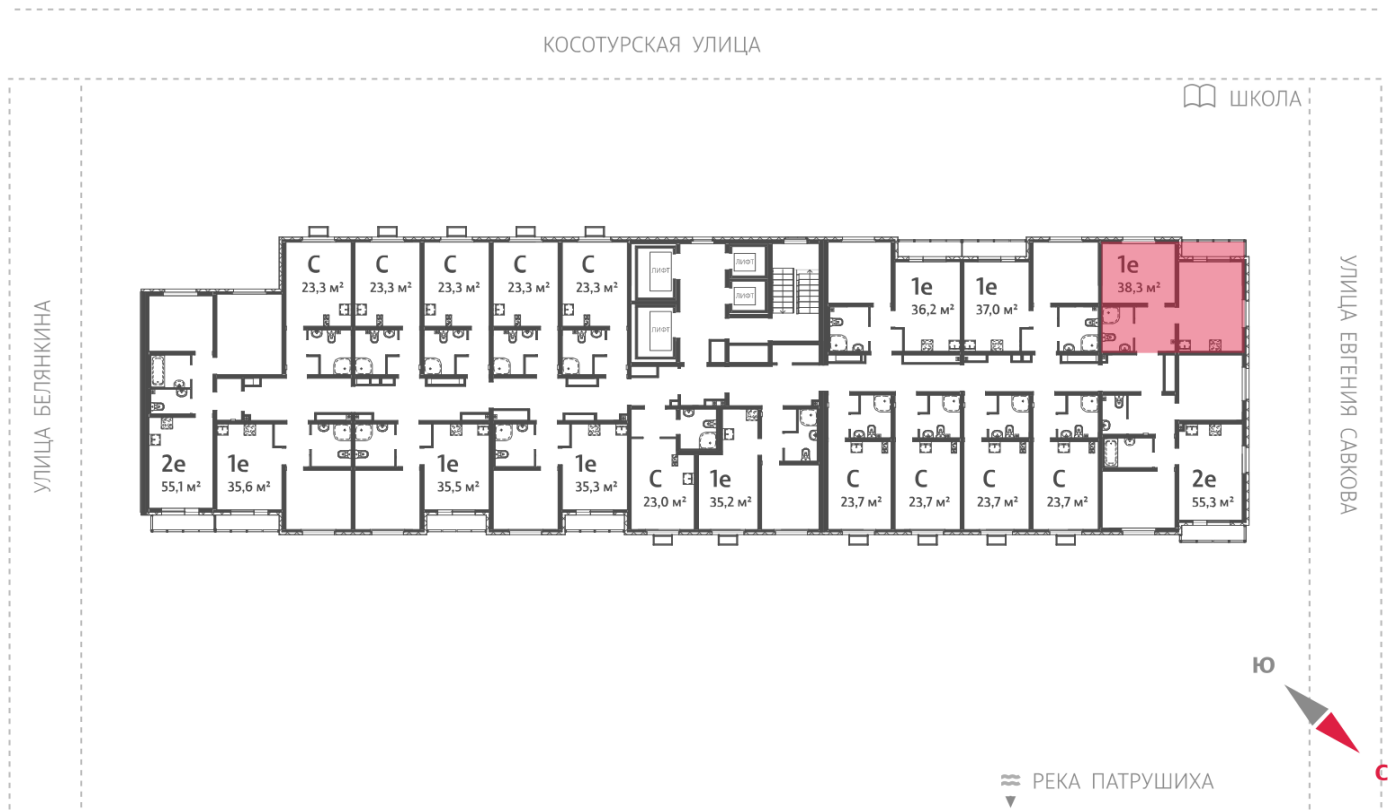 КОСОТУРСКАЯ УЛИЦА
ШКОЛА
УЛИЦА БЕЛЯНКИНА
УЛИЦА ЕВГЕНИЯ САВКОВА
С
23,3 м²
С
23,3 м²
С
23,3 м²
С
23,3 м²
С
23,3 м²
ЛИФТ
ЛИФТ
ЛИФТ
ЛИФТ
1е
36,2 м²
1е
37,0 м²
1е
38,3 м²
2е
55,1 м²
1е
35,6 м²
1е
35,5 м²
1е
35,3 м²
С
23,0 м²
1е
35,2 м²
С
23,7 м²
С
23,7 м²
С
23,7 м²
С
23,7 м²
2е
55,3 м²
Ю
С
РЕКА ПАТРУШИХА